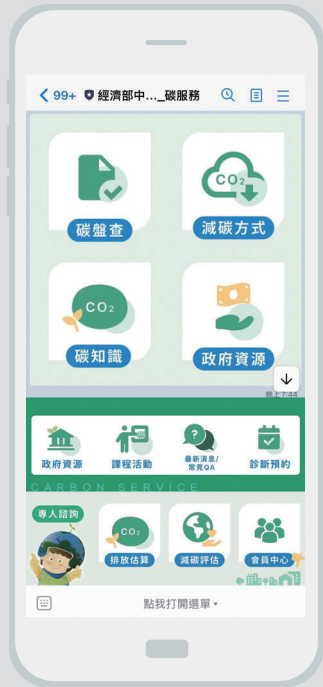 99+ 經濟部中…_碳服務
CO₂
碳盤查
減碳方式
CO₂
碳知識
政府資源
晚上7:44
政府資源
課程活動
最新消息/
常見QA
診斷預約
CARBON SERVICE
專人諮詢
CO₂
排放估算
減碳評估
會員中心
點我打開選單▾